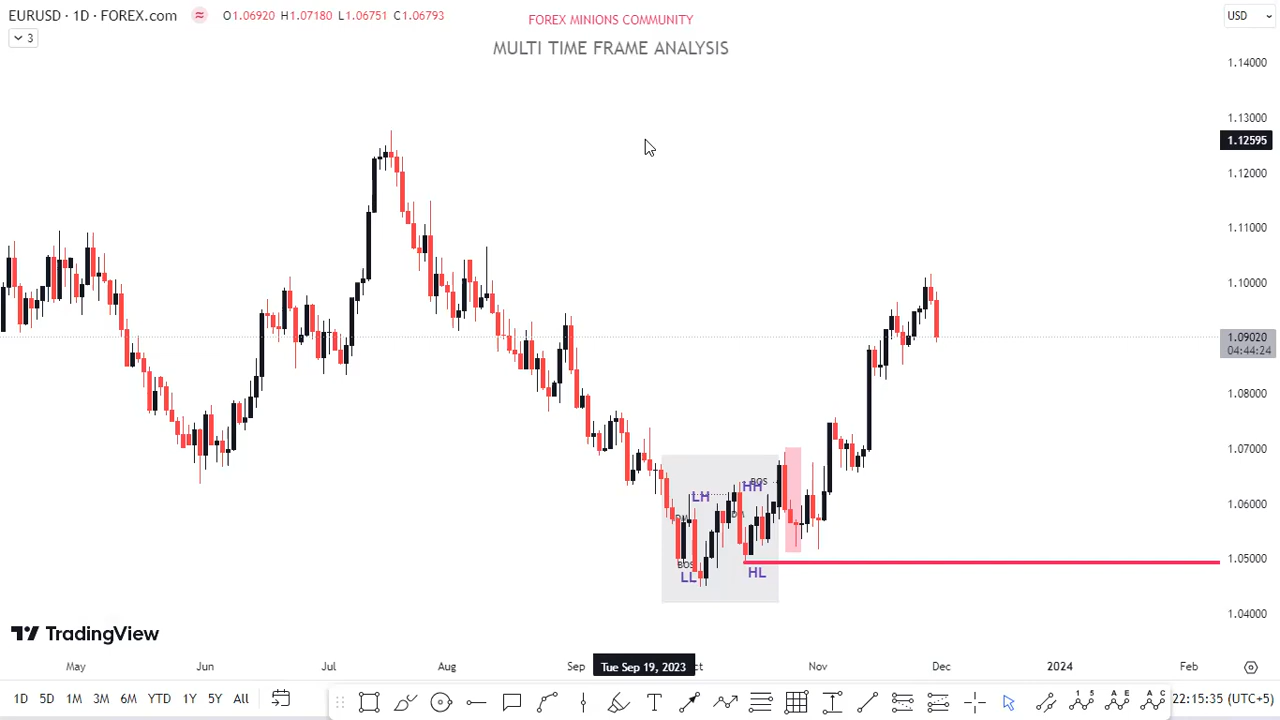 EURUSD · 1D · FOREX.com O1.06920 H1.07180 L1.06751 C1.06793
3
FOREX MINIONS COMMUNITY
MULTI TIME FRAME ANALYSIS
USD
1.14000
1.13000
1.12595
1.12000
1.11000
1.10000
1.09020
04:44:24
1.08000
1.07000
1.06000
1.05000
1.04000
BOS
HH
LH
BOS
LL
HL
TradingView
May Jun Jul Aug Sep Tue Sep 19, 2023 ct Nov Dec 2024 Feb
1D 5D 1M 3M 6M YTD 1Y 5Y All 22:15:35 (UTC+5)